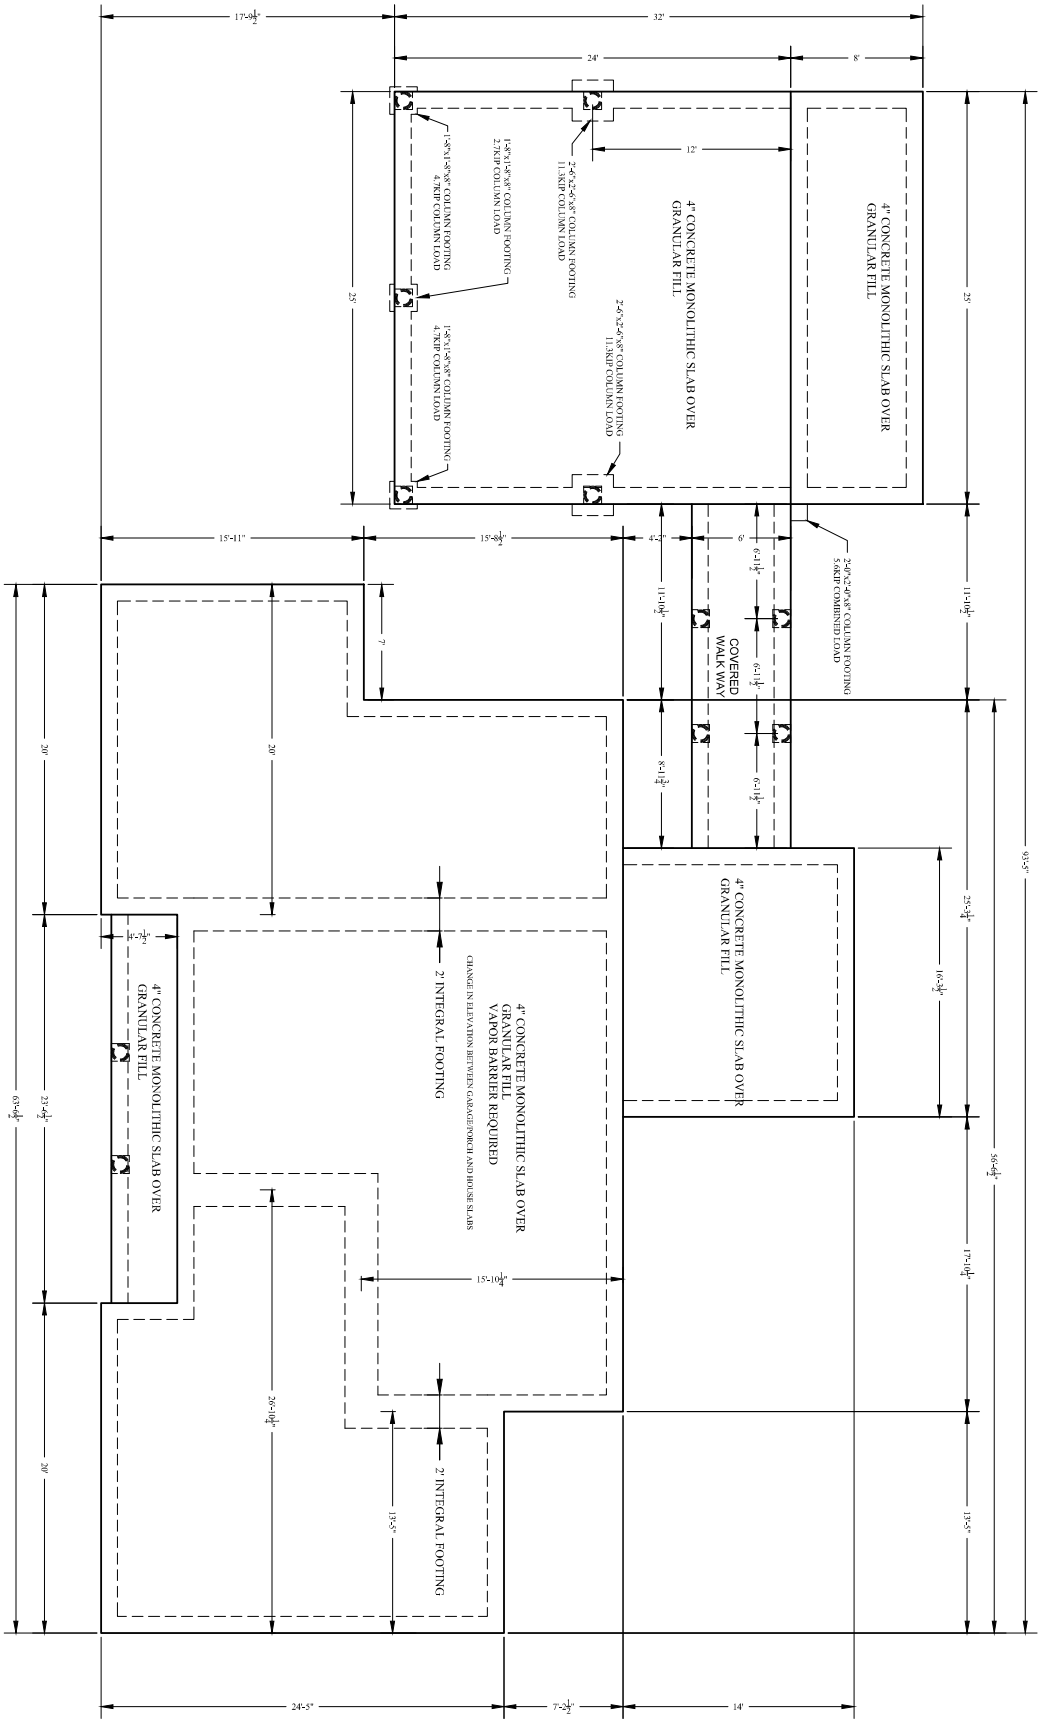 17'-9½"
32'
24'
8'
25'
25'
12'
93'-5"
4" CONCRETE MONOLITHIC SLAB OVER
GRANULAR FILL
4" CONCRETE MONOLITHIC SLAB OVER
GRANULAR FILL
2'-6"x2'-6"x8" COLUMN FOOTING
11.3KIP COLUMN LOAD
1'-8"x1'-8"x8" COLUMN FOOTING
2.7KIP COLUMN LOAD
1'-8"x1'-8"x8" COLUMN FOOTING
4.7KIP COLUMN LOAD
2'-6"x2'-6"x8" COLUMN FOOTING
11.3KIP COLUMN LOAD
1'-8"x1'-8"x8" COLUMN FOOTING
4.7KIP COLUMN LOAD
15'-11"
15'-8½"
4'-2"
6'
6'-11½"
11'-10½"
11'-10½"
2'-0"x2'-0"x8" COLUMN FOOTING
5.6KIP COMBINED LOAD
COVERED
WALK WAY
6'-11½"
6'-11½"
7'
20'
20'
8'-11¾"
25'-3¼"
16'-3½"
4" CONCRETE MONOLITHIC SLAB OVER
GRANULAR FILL
4'-7½"
2' INTEGRAL FOOTING
CHANGE IN ELEVATION BETWEEN GARAGE/PORCH AND HOUSE SLABS
4" CONCRETE MONOLITHIC SLAB OVER
GRANULAR FILL
VAPOR BARRIER REQUIRED
4" CONCRETE MONOLITHIC SLAB OVER
GRANULAR FILL
63'-6½"
23'-6½"
56'-6½"
17'-10¼"
15'-10¼"
26'-10¼"
20'
13'-5"
13'-5"
2' INTEGRAL FOOTING
24'-5"
7'-2½"
14'